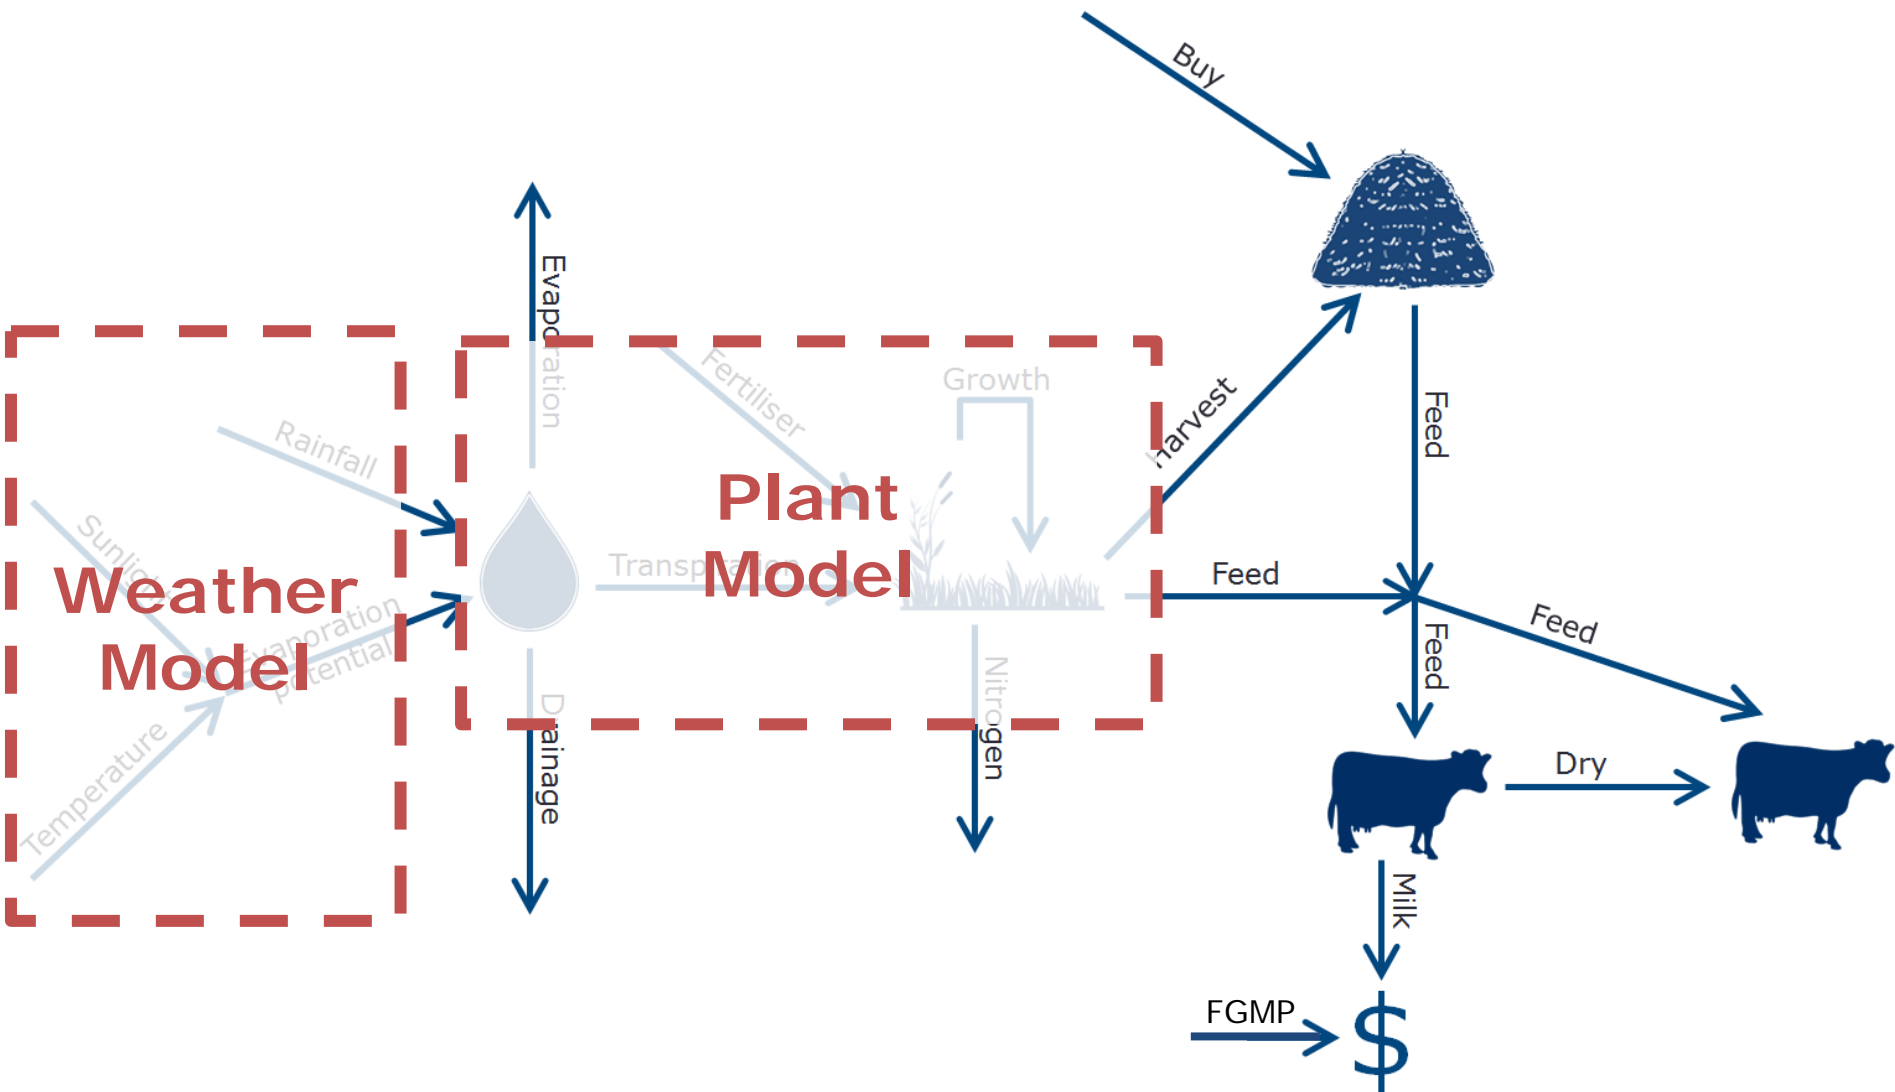 Buy
Evaporation
Fertiliser
Growth
Rainfall
Harvest
Feed
Sunlight
Plant
Model
Transpiration
Feed
Feed
Feed
Weather
Model
Evaporation
potential
Nitrogen
Drainage
Temperature
Dry
Milk
FGMP
$